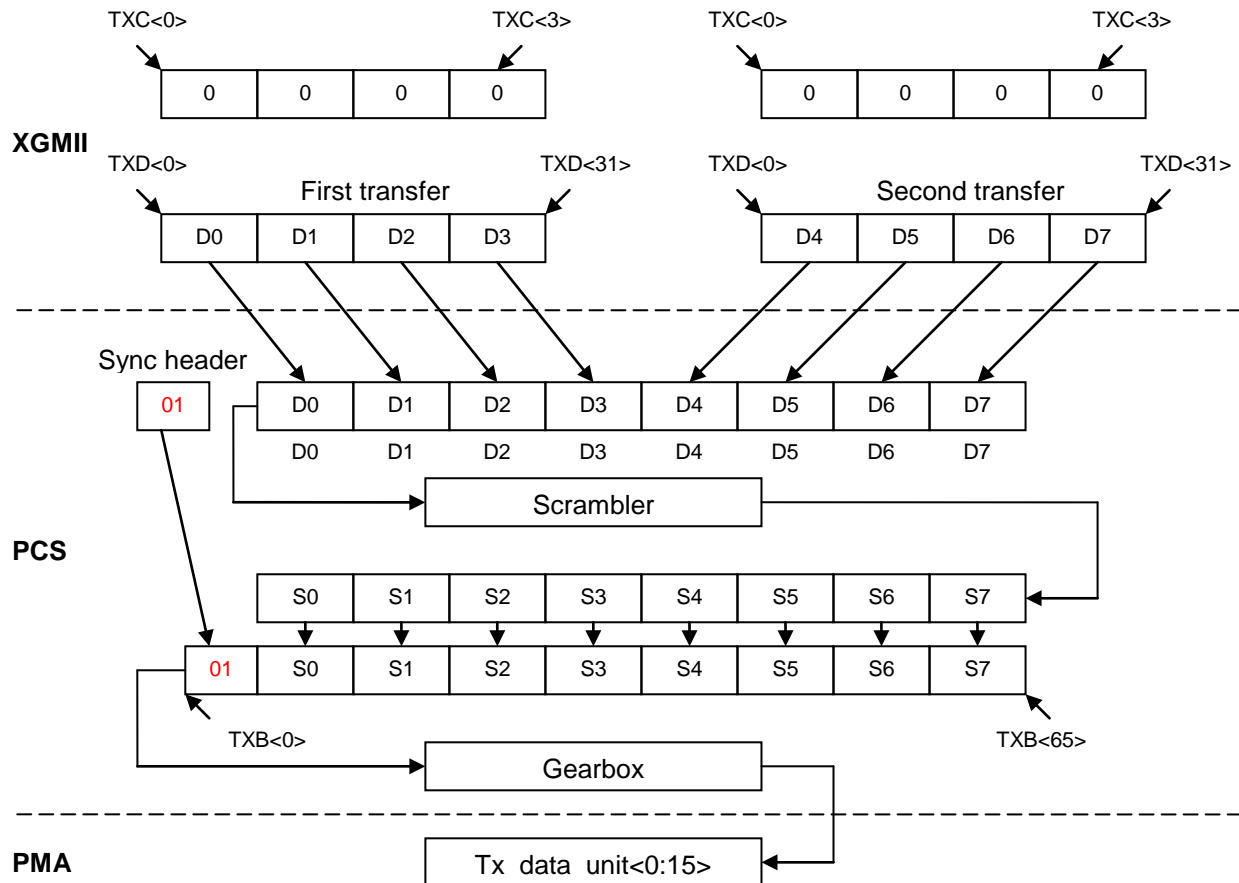 TXC<0> TXC<3> TXC<0> TXC<3>
0 0 0 0 0 0 0 0
XGMII
TXD<0> TXD<31> TXD<0> TXD<31>
First transfer Second transfer
D0 D1 D2 D3 D4 D5 D6 D7
Sync header
01 D0 D1 D2 D3 D4 D5 D6 D7
D0 D1 D2 D3 D4 D5 D6 D7
Scrambler
PCS
S0 S1 S2 S3 S4 S5 S6 S7
01 S0 S1 S2 S3 S4 S5 S6 S7
TXB<0> TXB<65>
Gearbox
PMA
Tx data unit<0:15>